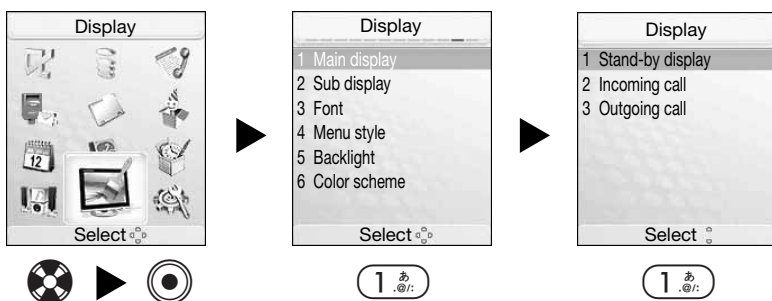 Display
12
Select
Display
1 Main display
2 Sub display
3 Font
4 Menu style
5 Backlight
6 Color scheme
Select
1 あ
.@/:
Display
1 Stand-by display
2 Incoming call
3 Outgoing call
Select
1 あ
.@/: